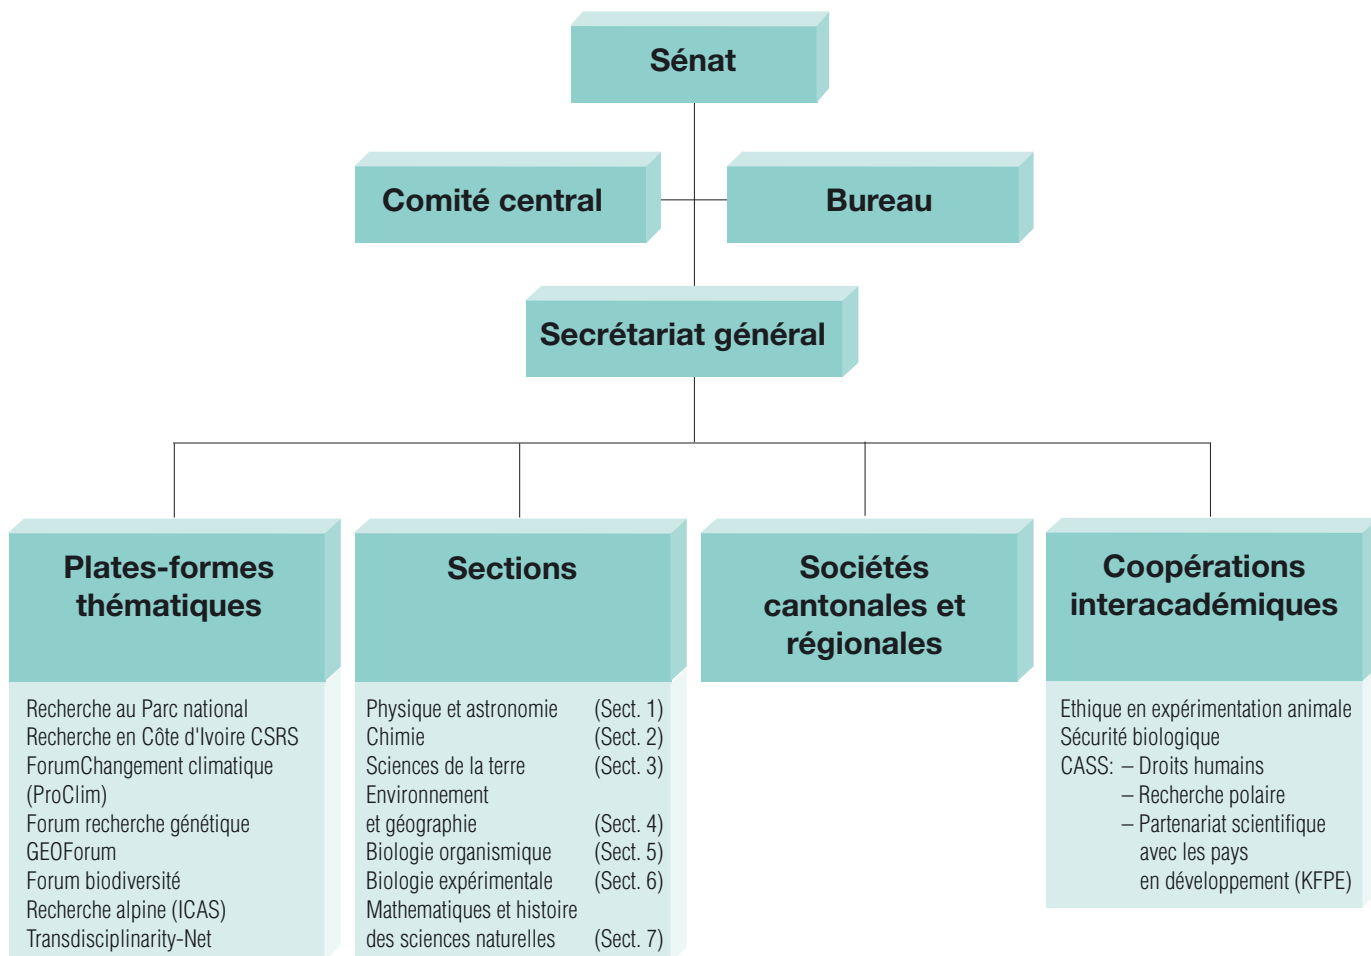 Sénat
Comité central
Bureau
Secrétariat général
Plates-formes
thématiques
Recherche au Parc national
Recherche en Côte d'Ivoire CSRS
ForumChangement climatique
(ProClim)
Forum recherche génétique
GEOForum
Forum biodiversité
Recherche alpine (ICAS)
Transdisciplinarity-Net
Sections
Physique et astronomie (Sect. 1)
Chimie (Sect. 2)
Sciences de la terre (Sect. 3)
Environnement
et géographie (Sect. 4)
Biologie organismique (Sect. 5)
Biologie expérimentale (Sect. 6)
Mathematiques et histoire
des sciences naturelles (Sect. 7)
Sociétés
cantonales et
régionales
Coopérations
interacadémiques
Ethique en expérimentation animale
Sécurité biologique
CASS: – Droits humains
– Recherche polaire
– Partenariat scientifique
avec les pays
en développement (KFPE)